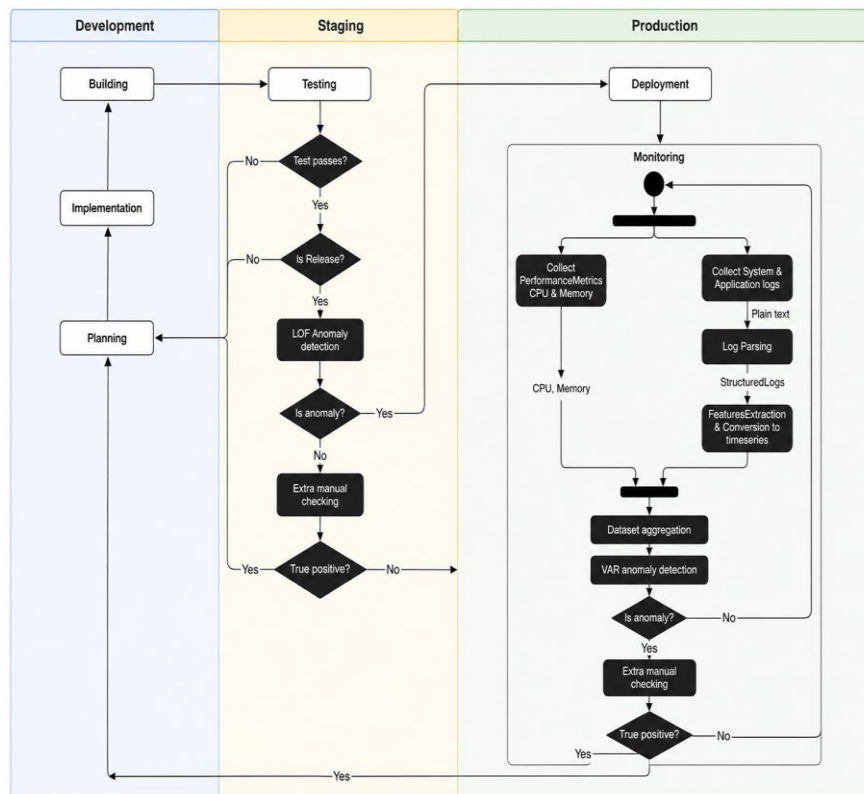 Development
Staging
Production
Building
Testing
Deployment
Monitoring
Test passes?
No
Yes
Implementation
Is Release?
No
Yes
Collect
PerformanceMetrics
CPU & Memory
Collect System &
Application logs
Plain text
Planning
LOF Anomaly
detection
Log Parsing
CPU, Memory
StructuredLogs
Is anomaly?
Yes
No
FeaturesExtraction
& Conversion to
timeseries
Extra manual
checking
Dataset aggregation
Yes
True positive?
No
VAR anomaly detection
Is anomaly?
No
Yes
Extra manual
checking
True positive?
No
Yes
Yes